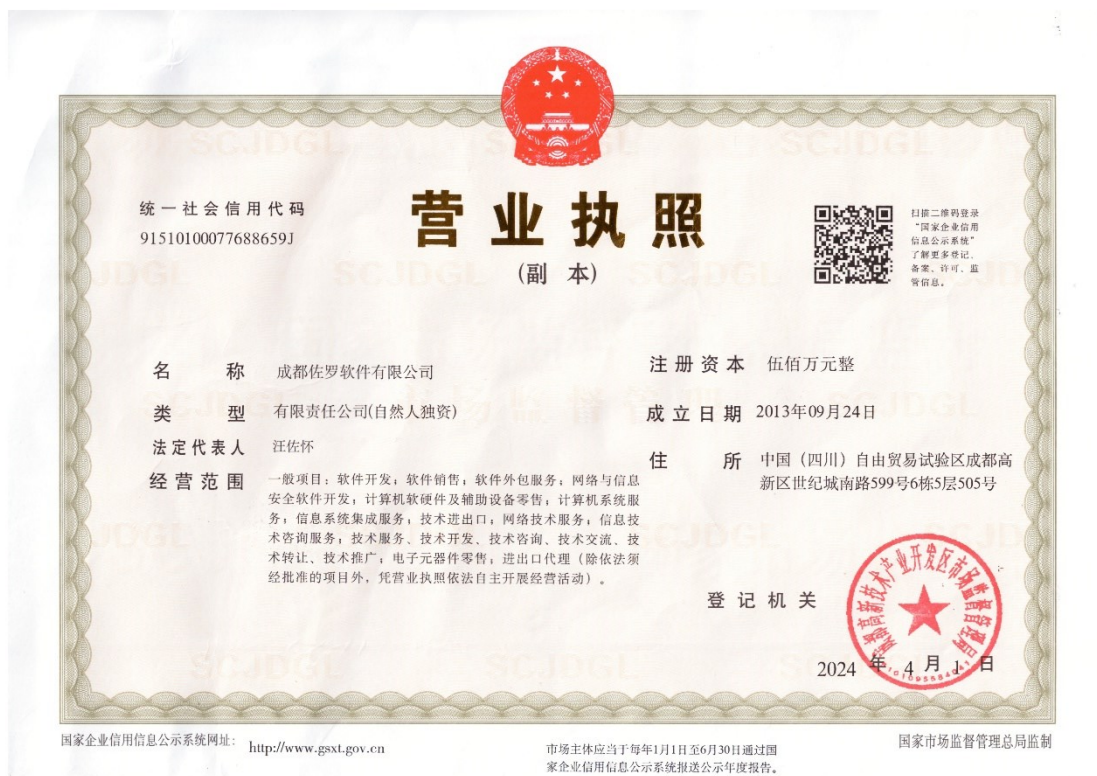 统一社会信用代码
91510100077688659J
营业执照
(副 本)
扫描二维码登录
“国家企业信用
信息公示系统”
了解更多登记、
备案、许可、监
管信息。
名 称 成都佐罗软件有限公司
类 型 有限责任公司(自然人独资)
法定代表人 汪佐怀
经营范围 一般项目：软件开发；软件销售；软件外包服务；网络与信息
安全软件开发；计算机软硬件及辅助设备零售；计算机系统服
务；信息系统集成服务；技术进出口；网络技术服务；信息技
术咨询服务；技术服务、技术开发、技术咨询、技术交流、技
术转让、技术推广；电子元器件零售；进出口代理（除依法须
经批准的项目外，凭营业执照依法自主开展经营活动）。
注册资本 伍佰万元整
成立日期 2013年09月24日
住 所 中国（四川）自由贸易试验区成都高
新区世纪城南路599号6栋5层505号
登记机关
2024 年 4 月 1 日
国家企业信用信息公示系统网址：
http://www.gsxt.gov.cn
市场主体应当于每年1月1日至6月30日通过国
家企业信用信息公示系统报送公示年度报告。
国家市场监督管理总局监制